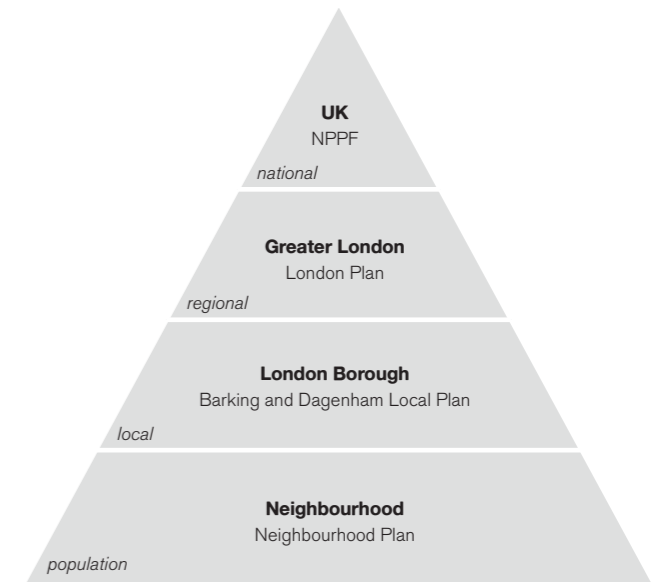 UK
NPPF
national
Greater London
London Plan
regional
London Borough
Barking and Dagenham Local Plan
local
Neighbourhood
Neighbourhood Plan
population